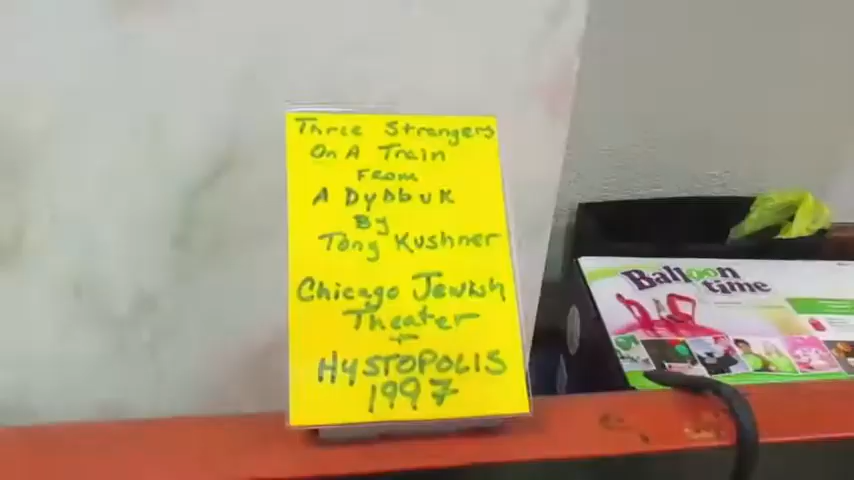 Three Strangers
On A Train
From
A Dybbuk
By
Tony Kushner
Chicago Jewish
Theater
+
HYSTOPOLIS
1997
Balloon
time